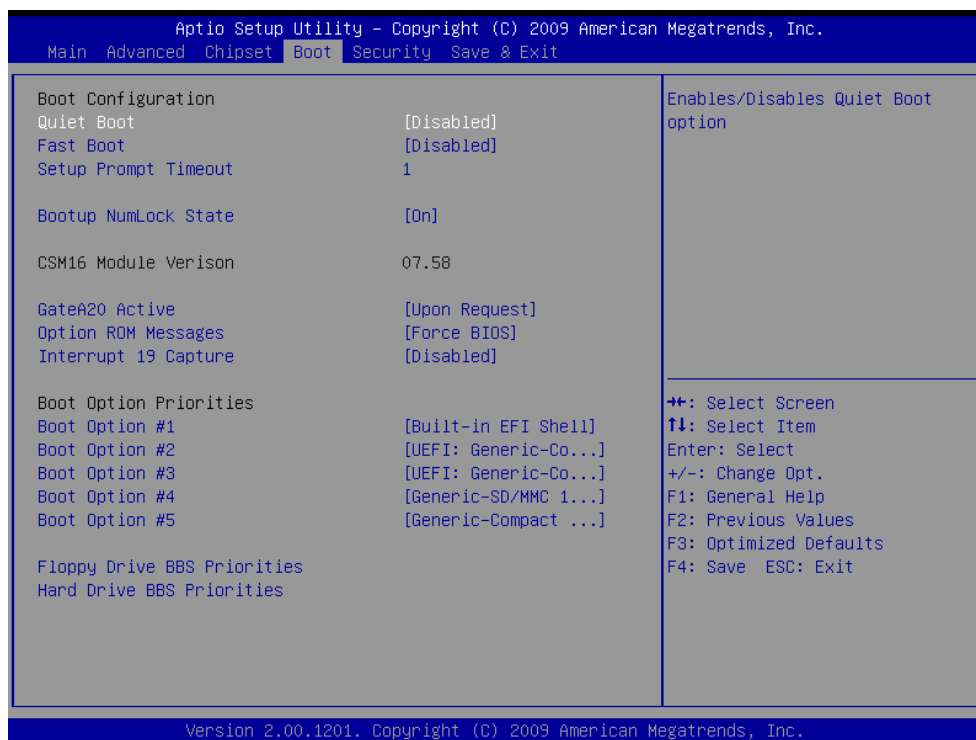 Aptio Setup Utility - Copyright (C) 2009 American Megatrends, Inc.
Main Advanced Chipset Boot Security Save & Exit
Boot Configuration
Quiet Boot [Disabled]
Fast Boot [Disabled]
Setup Prompt Timeout 1
Bootup NumLock State [On]
CSM16 Module Verison 07.58
GateA20 Active [Upon Request]
Option ROM Messages [Force BIOS]
Interrupt 19 Capture [Disabled]
Boot Option Priorities
Boot Option #1 [Built-in EFI Shell]
Boot Option #2 [UEFI: Generic-Co...]
Boot Option #3 [UEFI: Generic-Co...]
Boot Option #4 [Generic-SD/MMC 1...]
Boot Option #5 [Generic-Compact ...]
Floppy Drive BBS Priorities
Hard Drive BBS Priorities
Enables/Disables Quiet Boot
option
→←: Select Screen
↑↓: Select Item
Enter: Select
+/-: Change Opt.
F1: General Help
F2: Previous Values
F3: Optimized Defaults
F4: Save ESC: Exit
Version 2.00.1201. Copyright (C) 2009 American Megatrends, Inc.